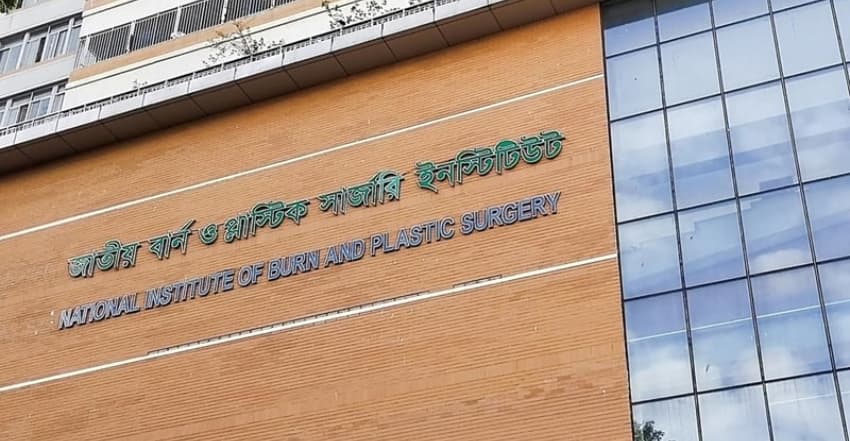 জাতীয় বার্ন ও প্লাস্টিক সার্জারি ইনস্টিটিউট
NATIONAL INSTITUTE OF BURN AND PLASTIC SURGERY